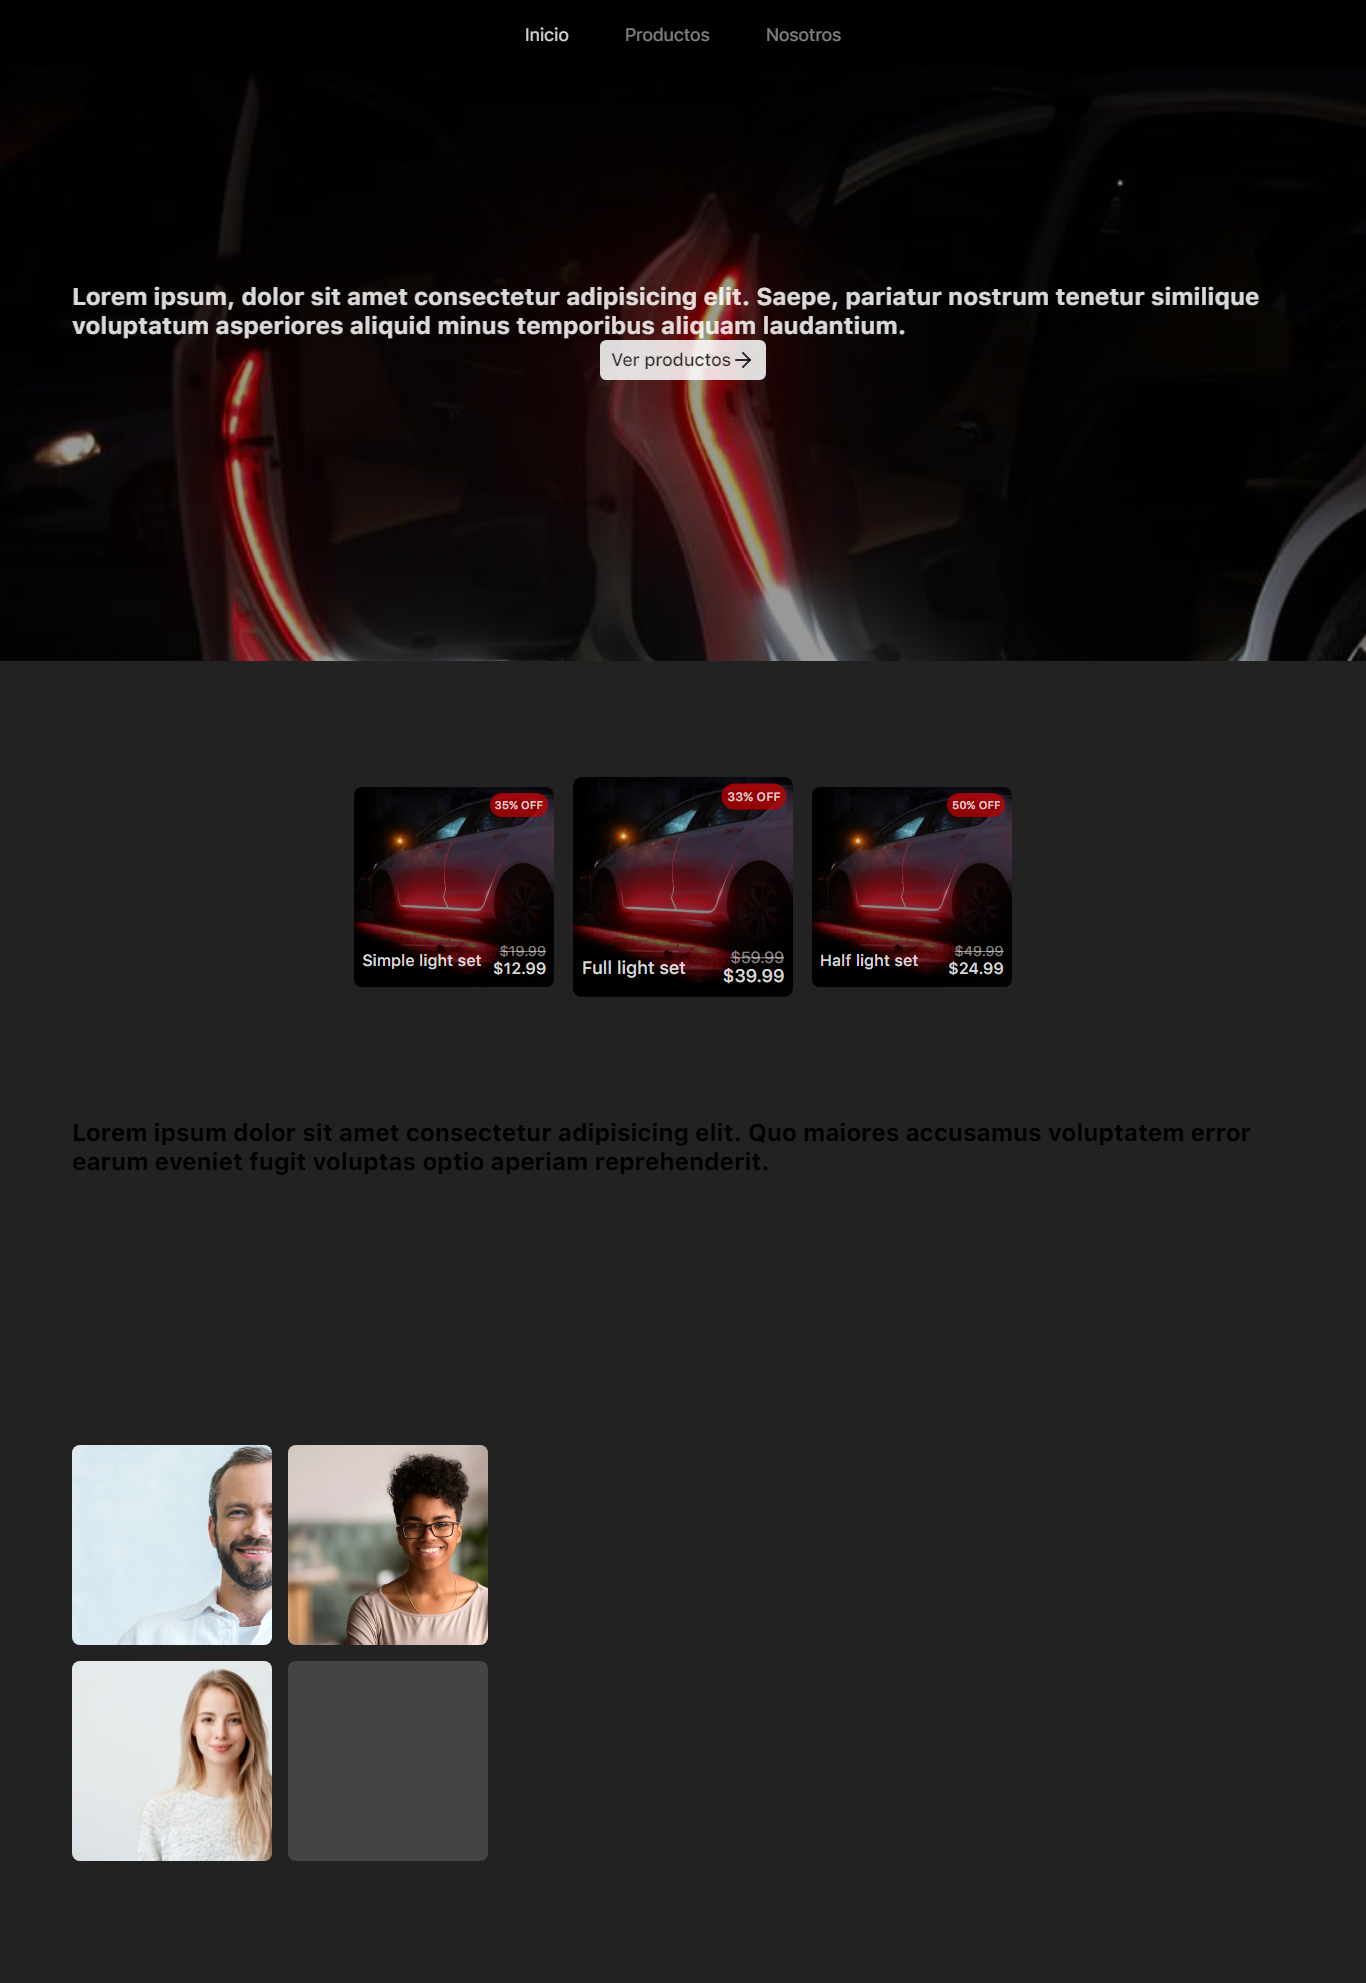 Inicio Productos Nosotros
Lorem ipsum, dolor sit amet consectetur adipisicing elit. Saepe, pariatur nostrum tenetur similique
voluptatum asperiores aliquid minus temporibus aliquam laudantium.
Ver productos
35% OFF
Simple light set
$19.99
$12.99
33% OFF
Full light set
$59.99
$39.99
50% OFF
Half light set
$49.99
$24.99
Lorem ipsum dolor sit amet consectetur adipisicing elit. Quo maiores accusamus voluptatem error
earum eveniet fugit voluptas optio aperiam reprehenderit.